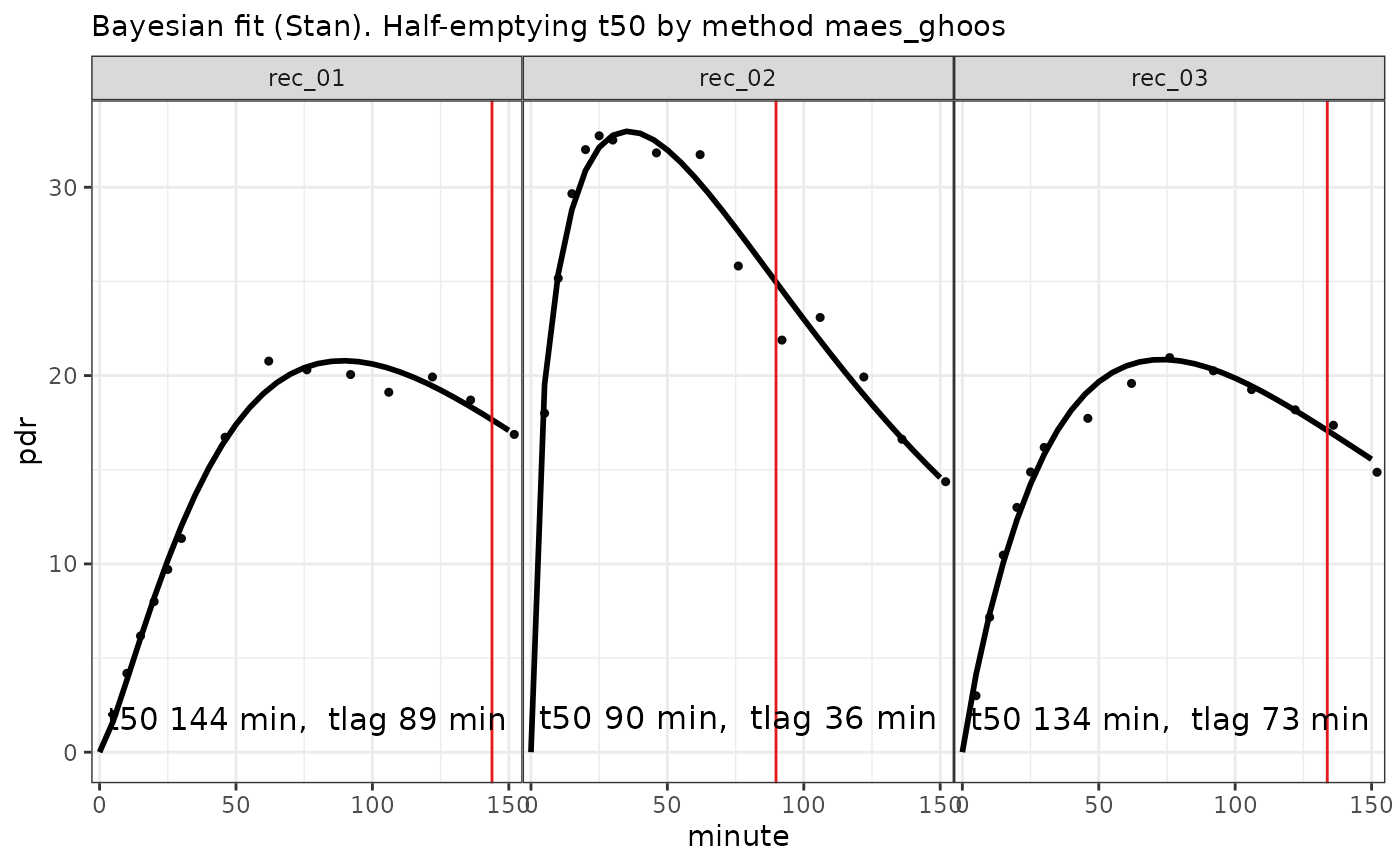 Bayesian fit (Stan). Half-emptying t50 by method maes_ghoos
rec_01 rec_02 rec_03
30
20
10
0
pdr
t50 144 min,  tlag 89 min t50 90 min,  tlag 36 min t50 134 min,  tlag 73 min
0 50 100 150 0 50 100 150 0 50 100 150
minute